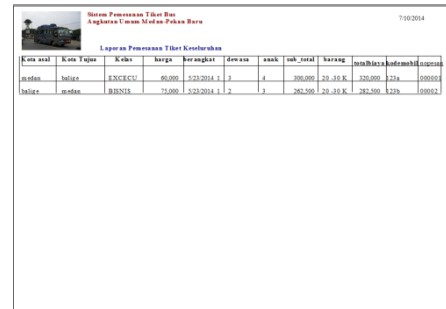 Sistem Pemesanan Tiket Bus
Angkutan Umum Medan-Pekan Baru
7/10/2014
Laporan Pemesanan Tiket Keseluruhan
Kota asal Kota Tujua Kelas harga berangkat dewasa anak sub_total barang totalbiaya kodemobil nopesan
medan balige EXCECU 60,000 5/23/2014 1 3 4 300,000 20 -30 K 320,000 123a 000001
balige medan BISNIS 75,000 5/23/2014 1 2 3 262,500 20 -30 K 282,500 123b 00002